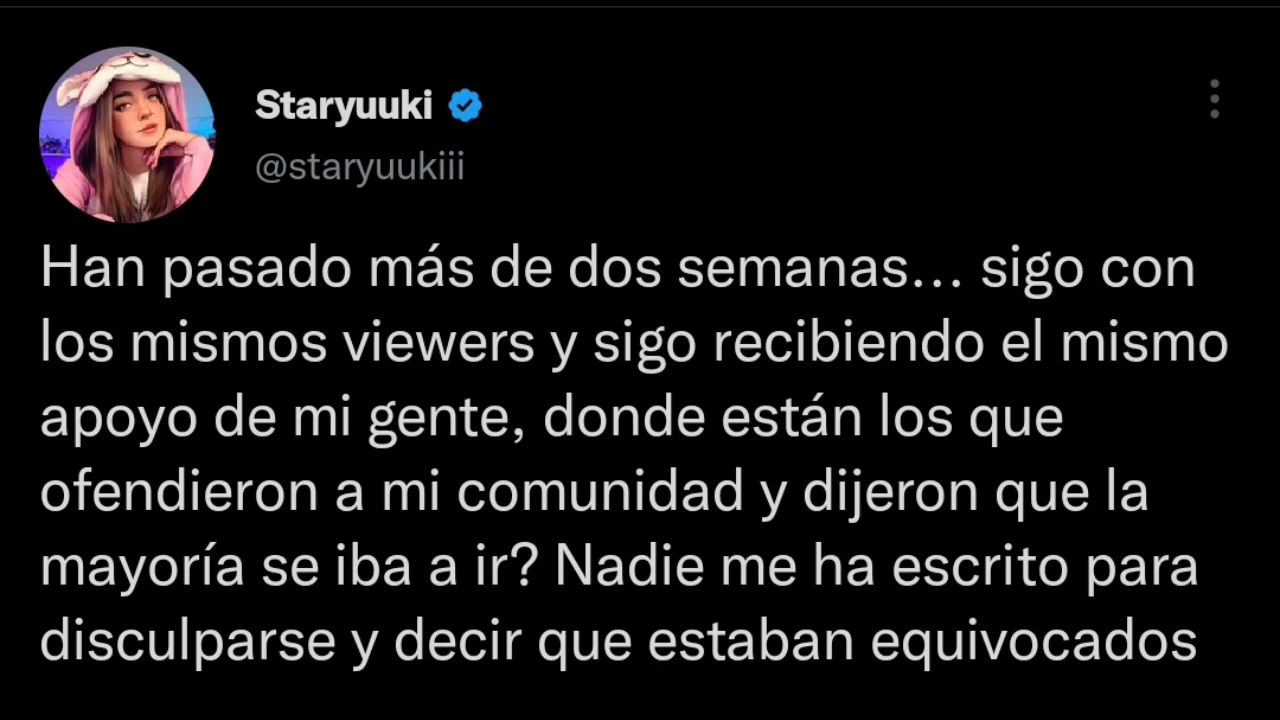 Staryuuki
@staryuukiii
Han pasado más de dos semanas... sigo con
los mismos viewers y sigo recibiendo el mismo
apoyo de mi gente, donde están los que
ofendieron a mi comunidad y dijeron que la
mayoría se iba a ir? Nadie me ha escrito para
disculparse y decir que estaban equivocados